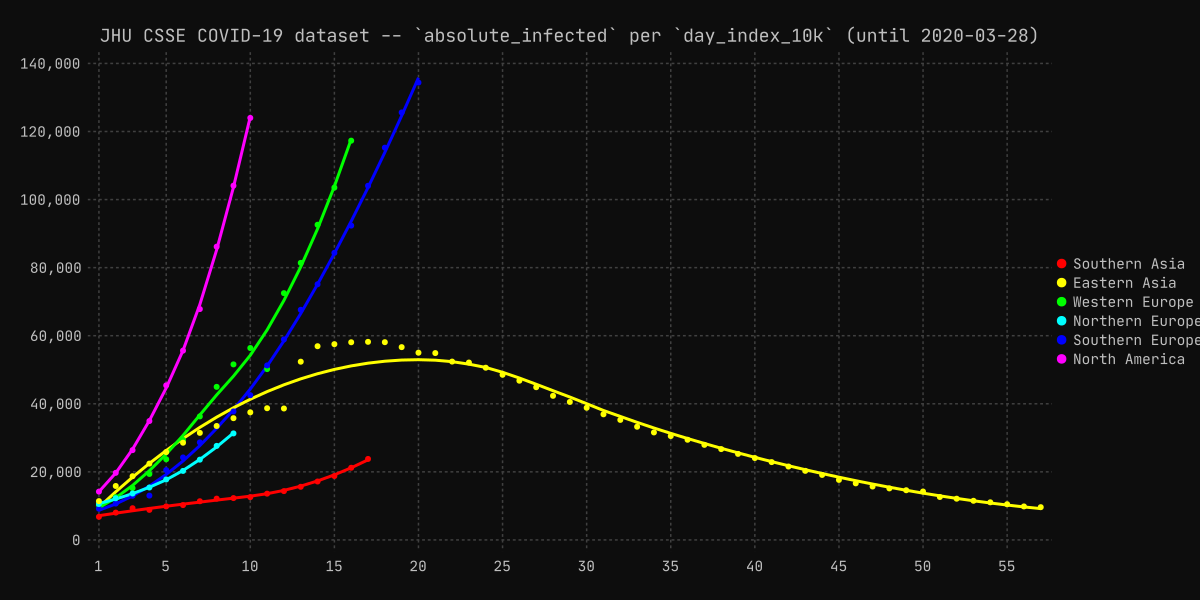 JHU CSSE COVID-19 dataset -- `absolute_infected` per `day_index_10k` (until 2020-03-28)
140,000
120,000
100,000
80,000
60,000
40,000
20,000
0
1 5 10 15 20 25 30 35 40 45 50 55
Southern Asia
Eastern Asia
Western Europe
Northern Europe
Southern Europe
North America